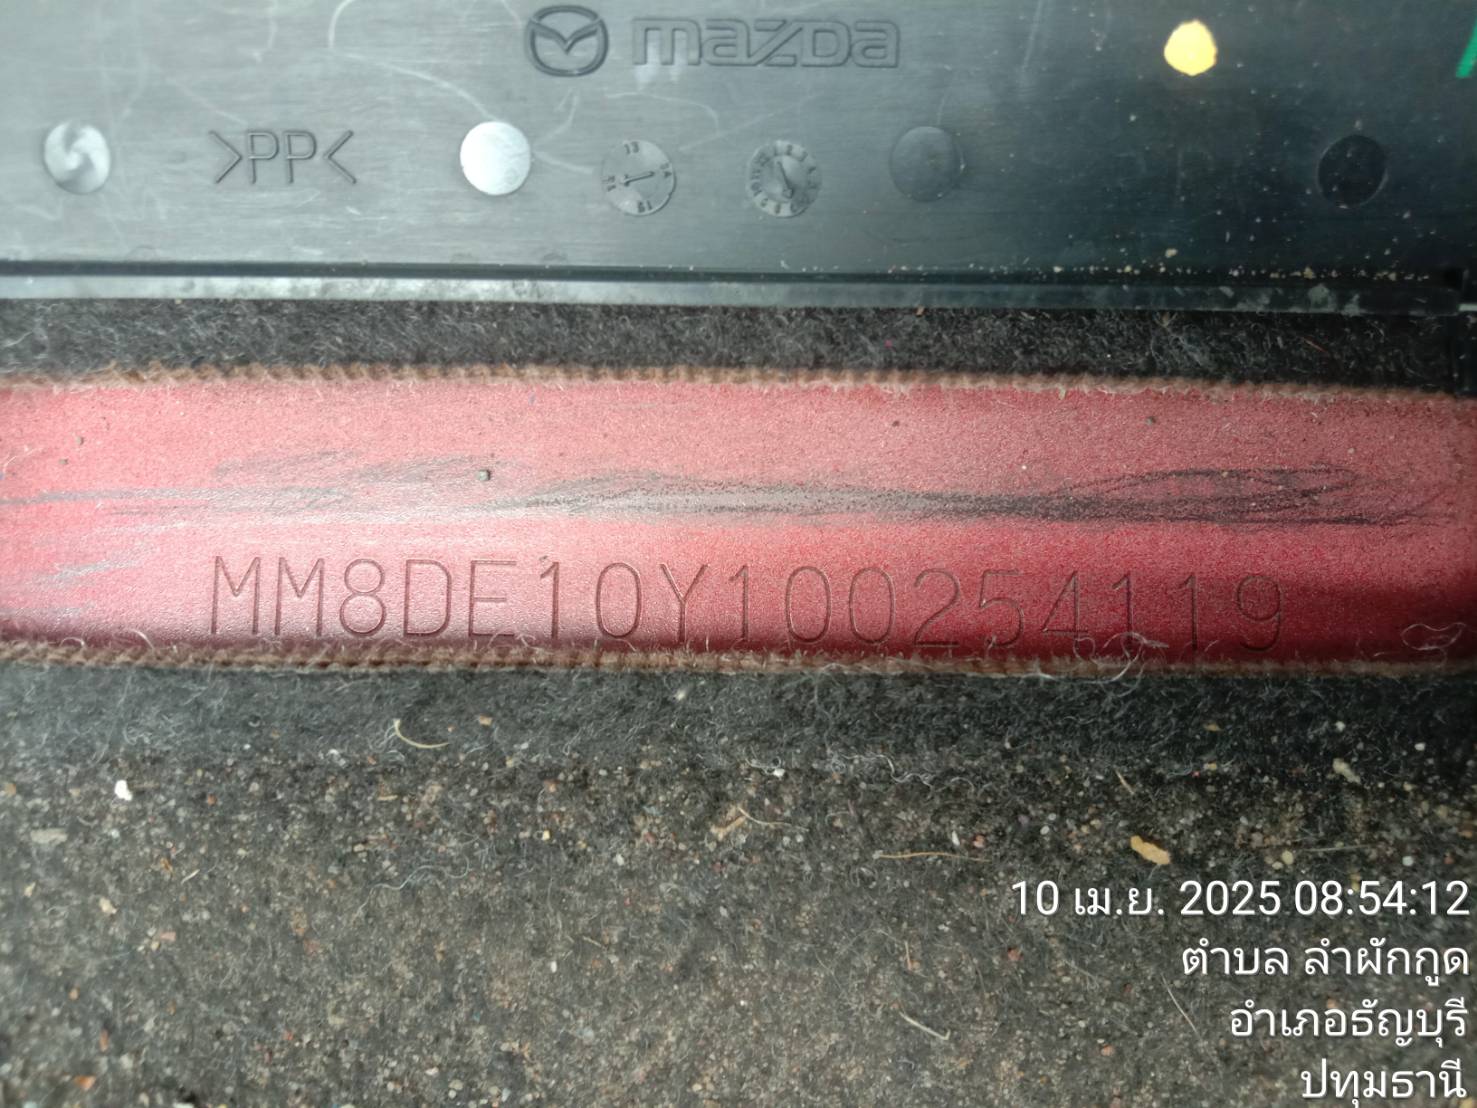 mazda
>PP<
MM8DE10Y100254119
10 เม.ย. 2025 08:54:12
ตำบล ลำผักกูด
อำเภอธัญบุรี
ปทุมธานี